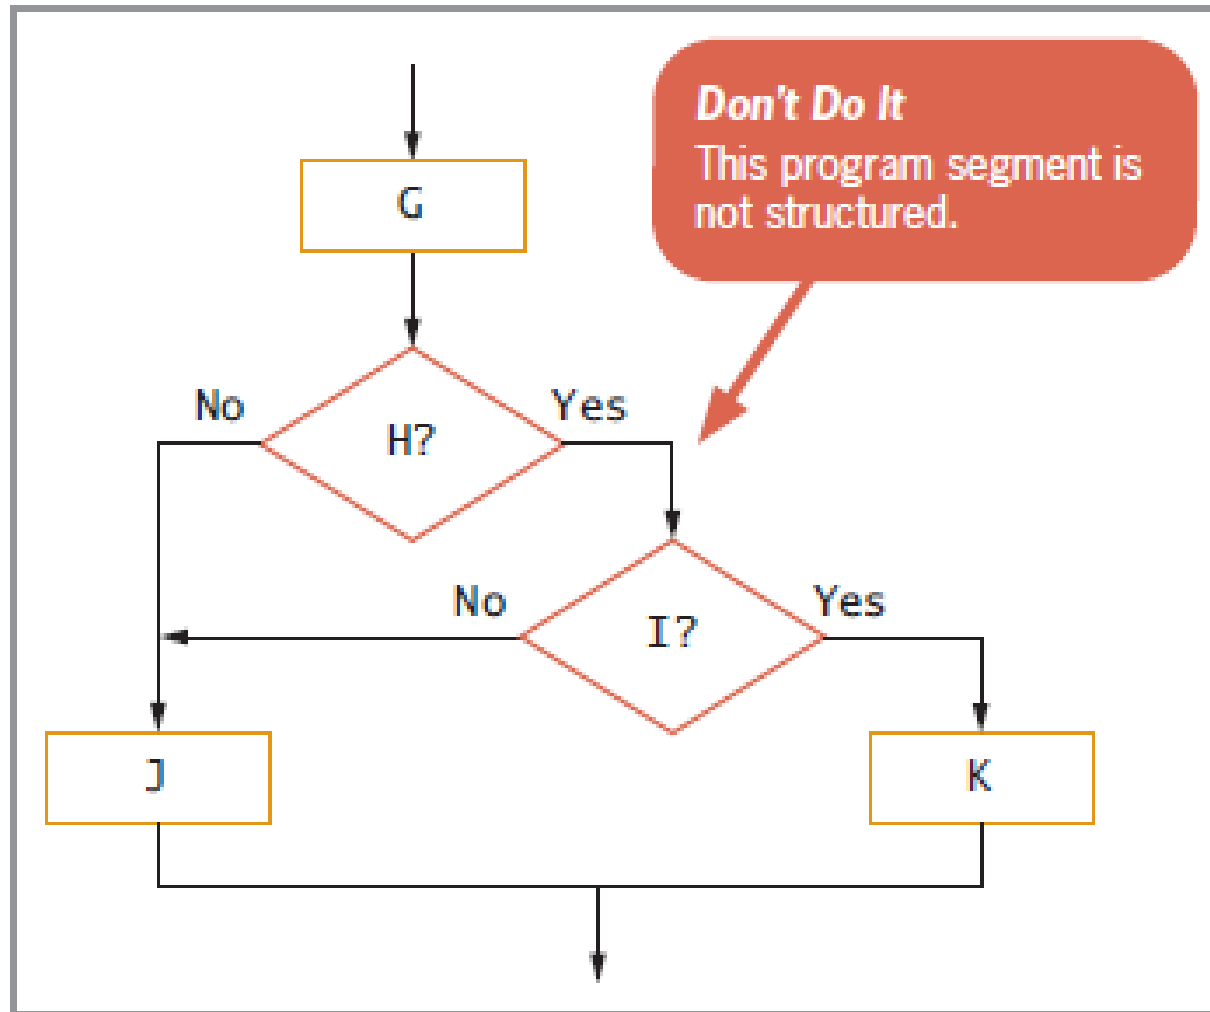 Don't Do It
This program segment is
not structured.
G
No
Yes
H?
No
Yes
I?
J
K